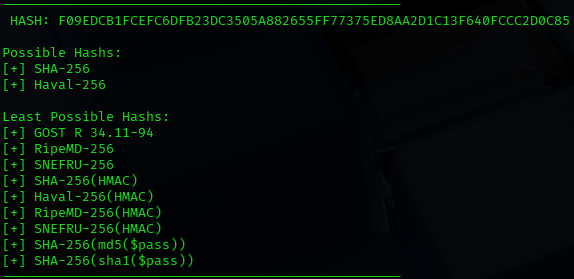 HASH: F09EDCB1FCEFC6DFB23DC3505A882655FF77375ED8AA2D1C13F640FCCC2D0C85
Possible Hashs:
[+] SHA-256
[+] Haval-256
Least Possible Hashs:
[+] GOST R 34.11-94
[+] RipeMD-256
[+] SNEFRU-256
[+] SHA-256(HMAC)
[+] Haval-256(HMAC)
[+] RipeMD-256(HMAC)
[+] SNEFRU-256(HMAC)
[+] SHA-256(md5($pass))
[+] SHA-256(sha1($pass))